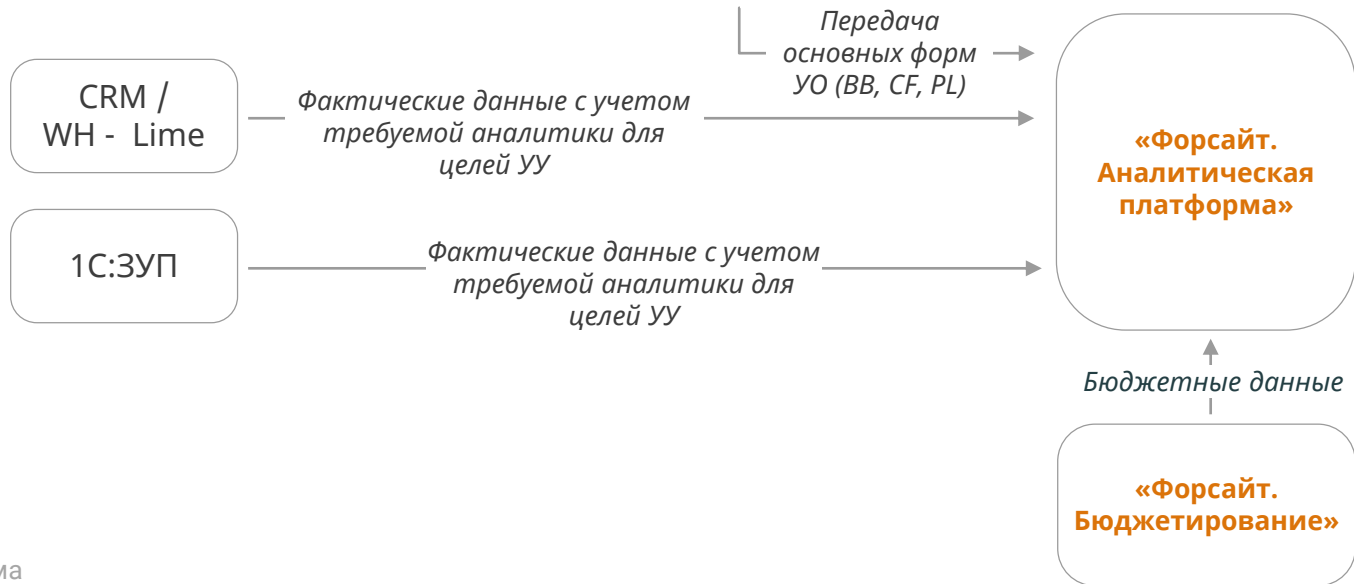 Передача
основных форм
УО (BB, CF, PL)
CRM /
WH - Lime
Фактические данные с учетом
требуемой аналитики для
целей УУ
«Форсайт.
Аналитическая
платформа»
1С:ЗУП
Фактические данные с учетом
требуемой аналитики для
целей УУ
Бюджетные данные
«Форсайт.
Бюджетирование»
ма